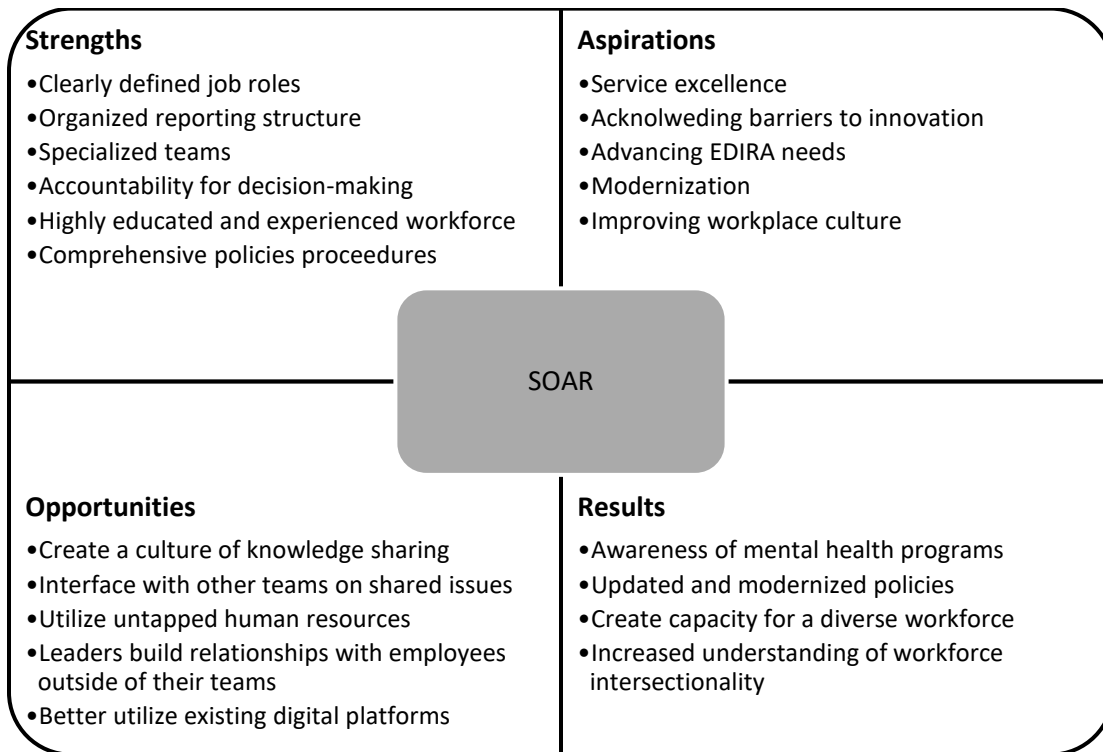 Strengths
•Clearly defined job roles
•Organized reporting structure
•Specialized teams
•Accountability for decision-making
•Highly educated and experienced workforce
•Comprehensive policies proceedures
Aspirations
•Service excellence
•Acknolweding barriers to innovation
•Advancing EDIRA needs
•Modernization
•Improving workplace culture
SOAR
Opportunities
•Create a culture of knowledge sharing
•Interface with other teams on shared issues
•Utilize untapped human resources
•Leaders build relationships with employees
outside of their teams
•Better utilize existing digital platforms
Results
•Awareness of mental health programs
•Updated and modernized policies
•Create capacity for a diverse workforce
•Increased understanding of workforce
intersectionality